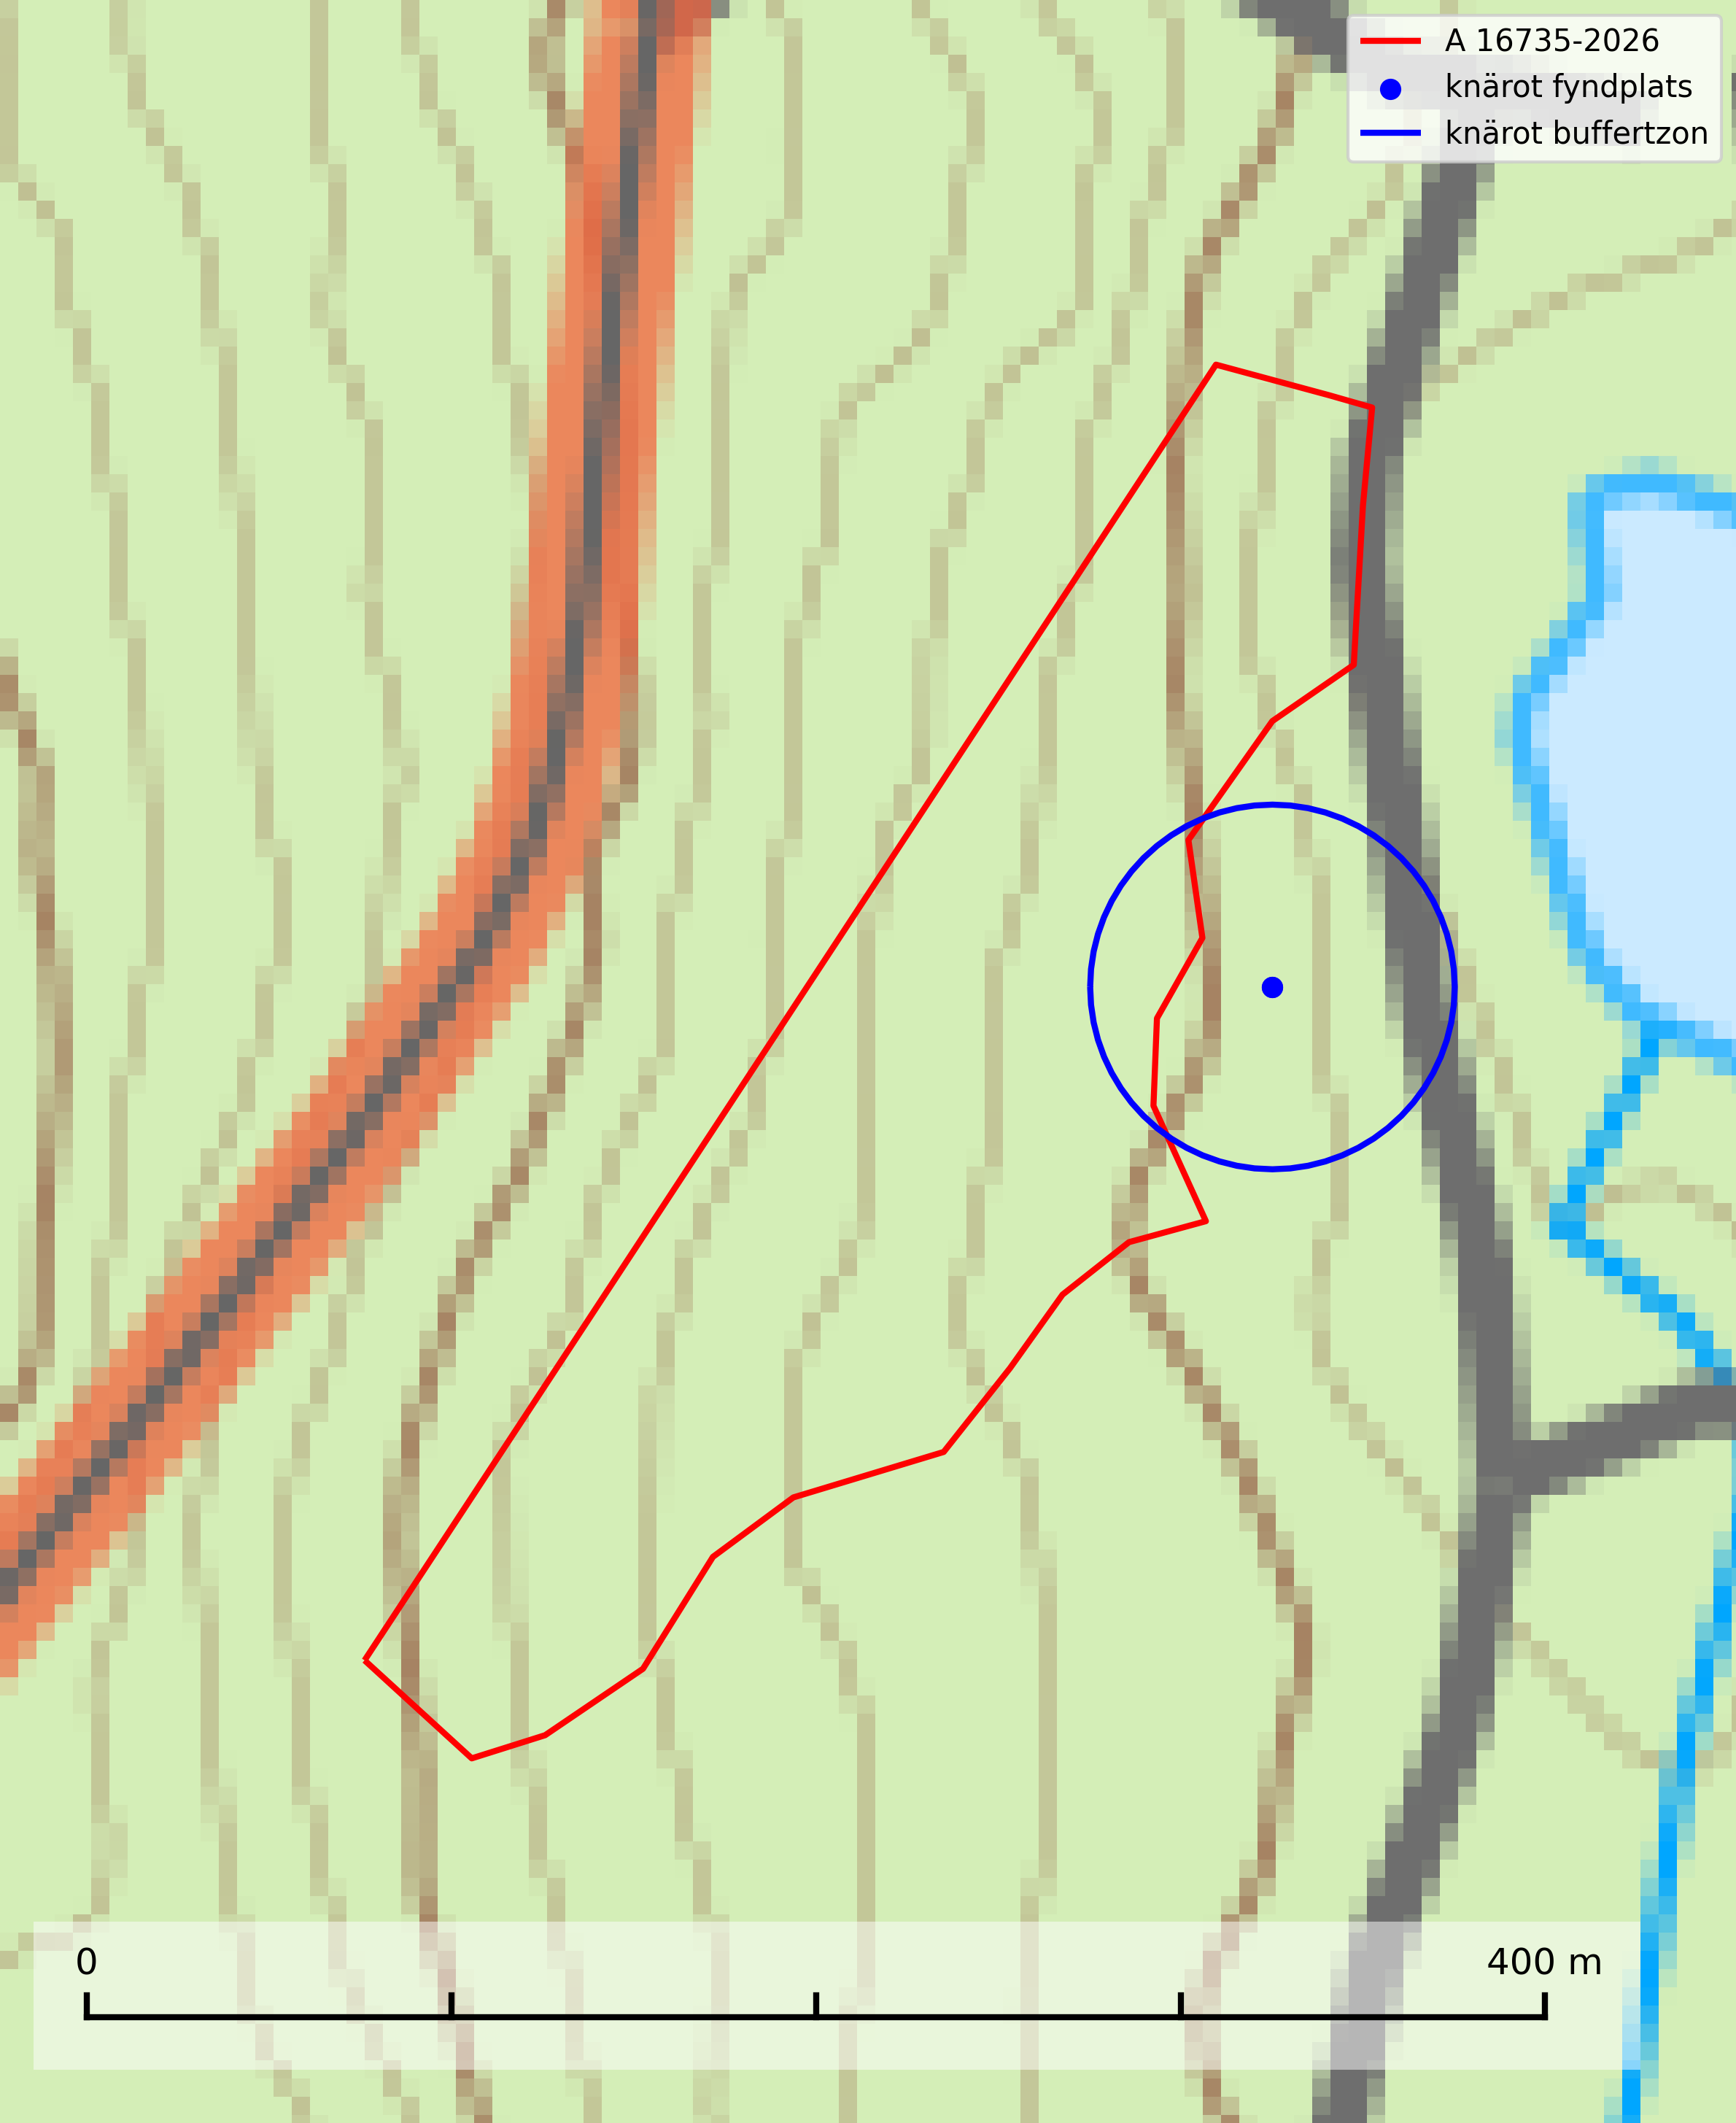 A 16735-2026
knärot fyndplats
knärot buffertzon
0
400 m